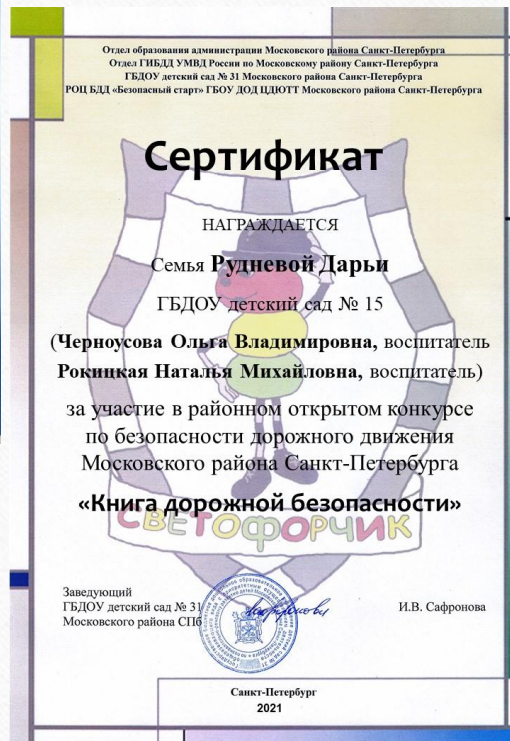 Отдел образования администрации Московского района Санкт-Петербурга
Отдел ГИБДД УМВД России по Московскому району Санкт-Петербурга
ГБДОУ детский сад № 31 Московского района Санкт-Петербурга
РОЦ БДД «Безопасный старт» ГБОУ ДОД ЦДЮТТ Московского района Санкт-Петербурга
Сертификат
НАГРАЖДАЕТСЯ
Семья Рудневой Дарьи
ГБДОУ детский сад № 15
(Черноусова Ольга Владимировна, воспитатель
Рокицкая Наталья Михайловна, воспитатель)
за участие в районном открытом конкурсе
по безопасности дорожного движения
Московского района Санкт-Петербурга
«Книга дорожной безопасности»
СВЕТОФОРЧИК
Заведующий
ГБДОУ детский сад № 31
Московского района СПб
И.В. Сафронова
Санкт-Петербург
2021